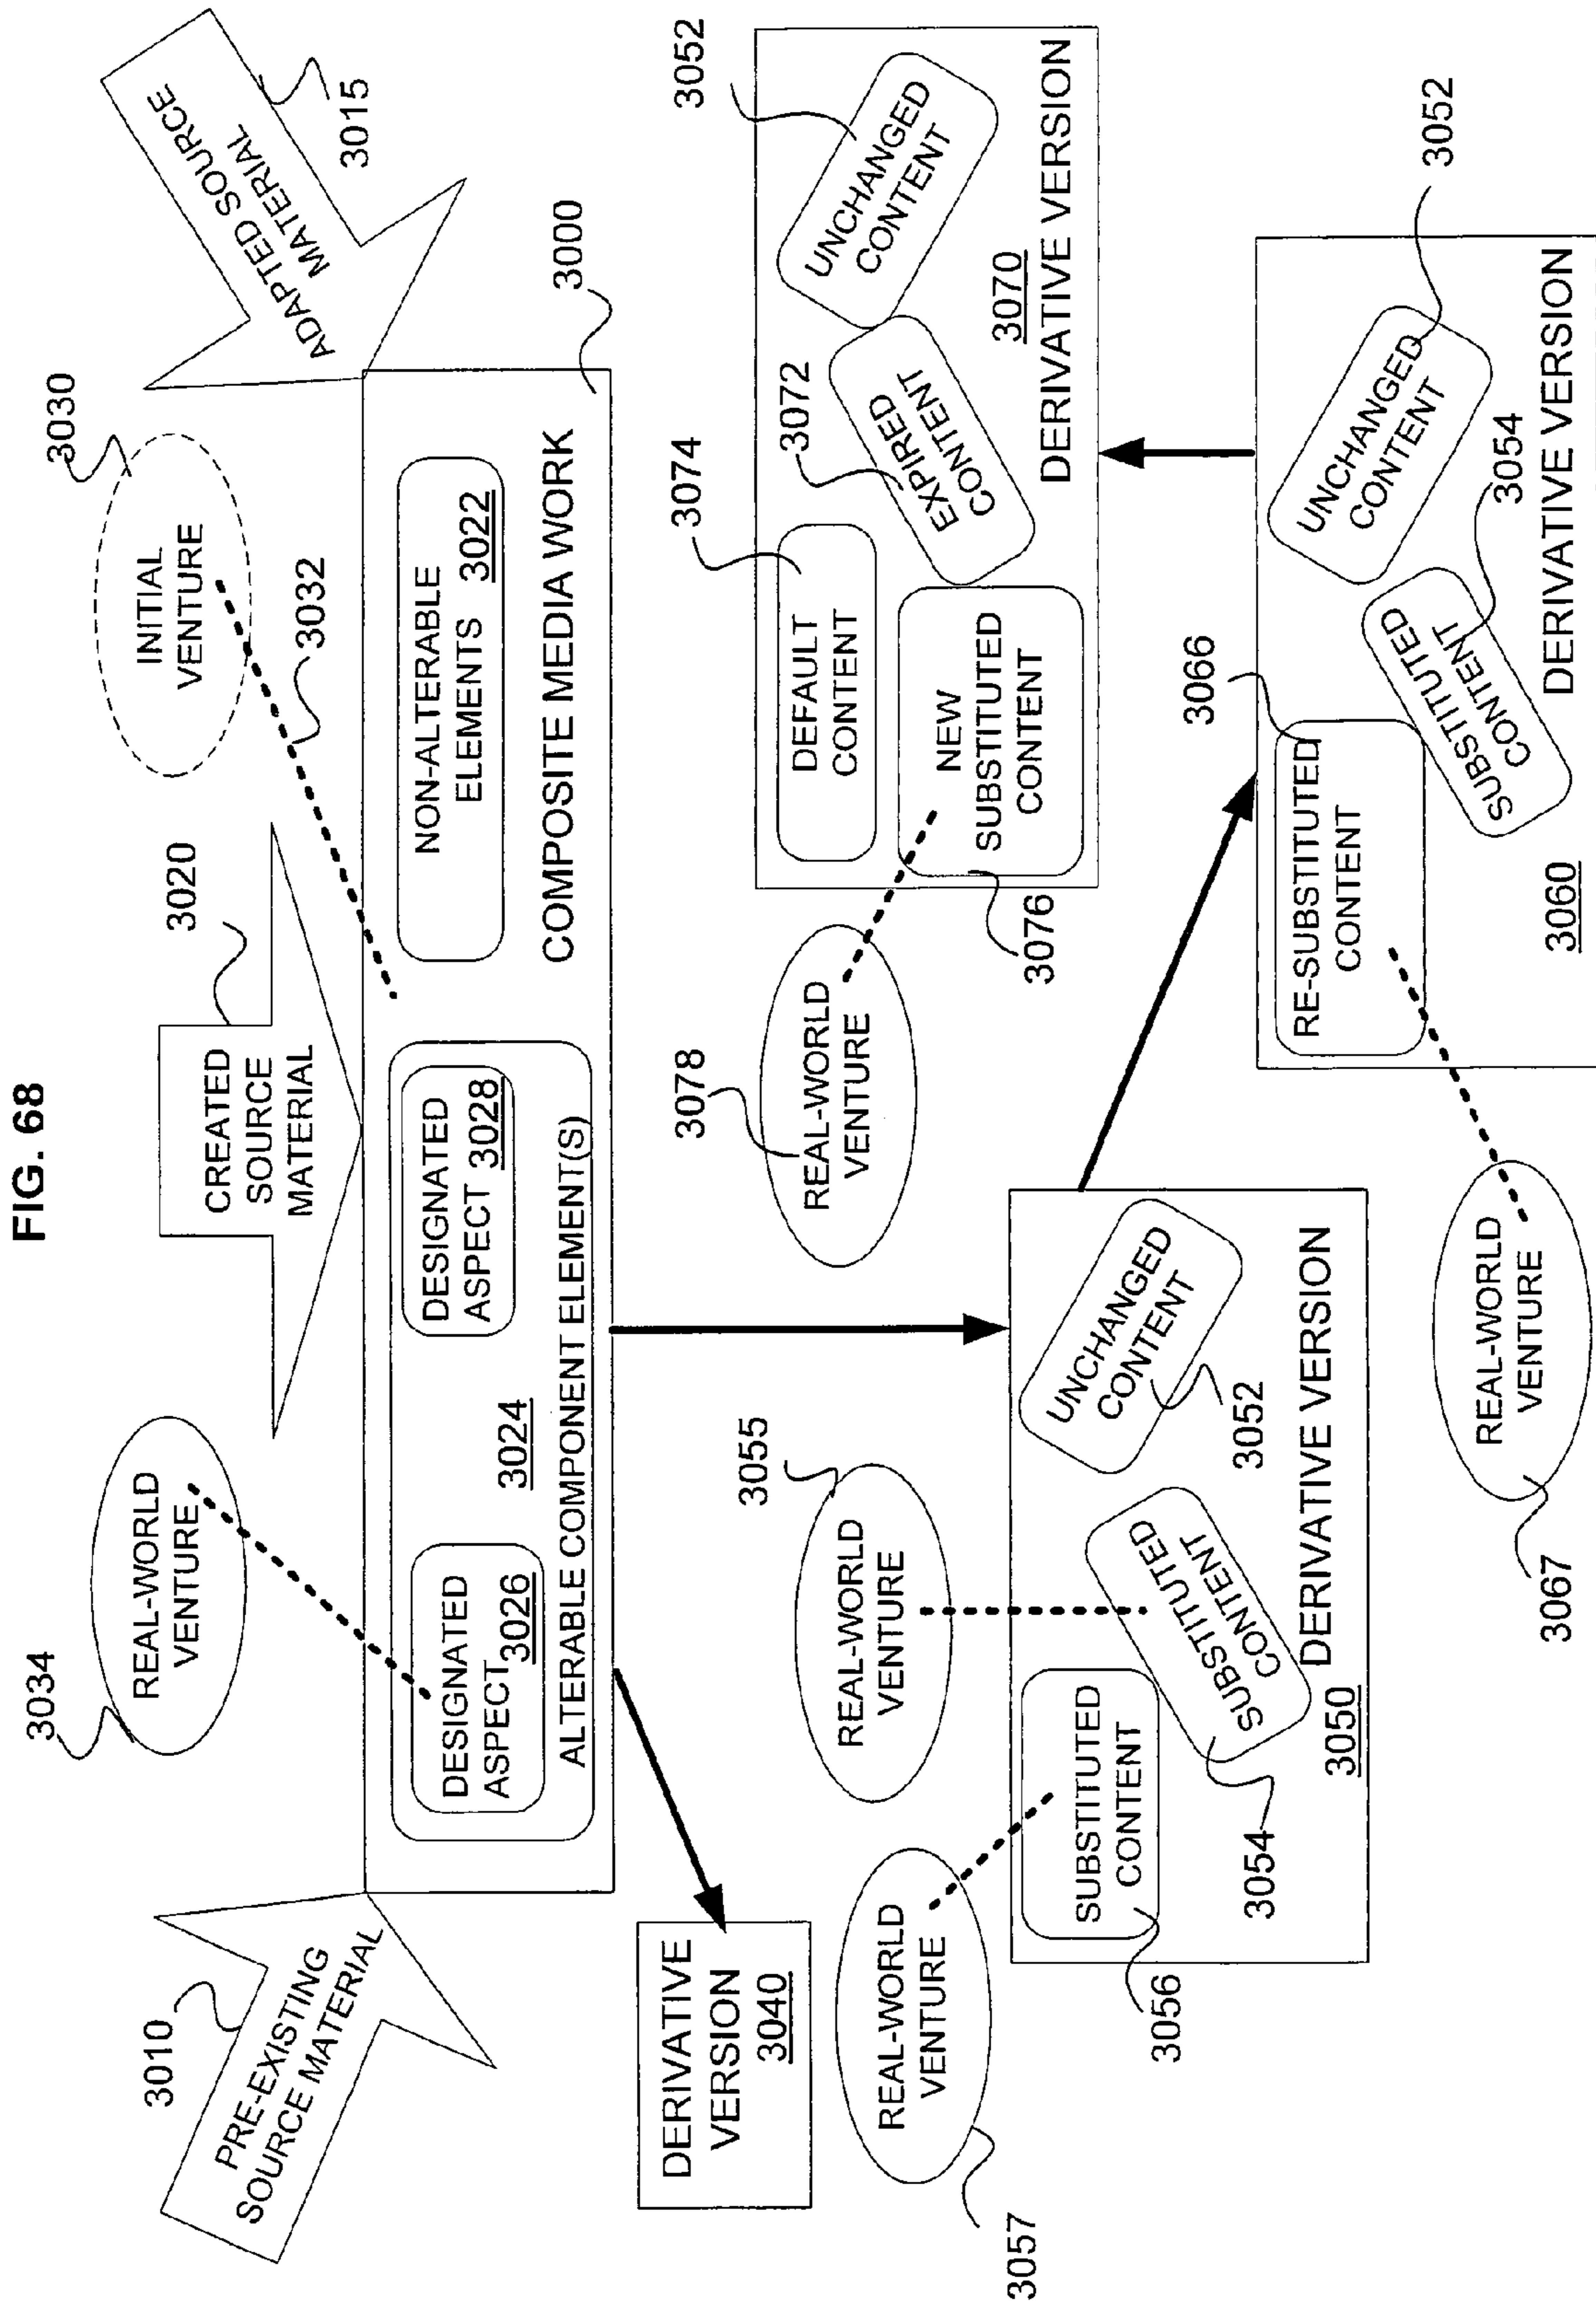 FIG. 68
3010
PRE-EXISTING
SOURCE MATERIAL
3034
REAL-WORLD
VENTURE
CREATED
SOURCE
MATERIAL
3020
INITIAL
VENTURE
3030
3032
ADAPTED SOURCE
MATERIAL
3015
3000
DESIGNATED
ASPECT
3026
3024
DESIGNATED
ASPECT 3028
ALTERABLE COMPONENT ELEMENT(S)
NON-ALTERABLE
ELEMENTS 3022
COMPOSITE MEDIA WORK
DERIVATIVE
VERSION
3040
3057
REAL-WORLD
VENTURE
3055
REAL-WORLD
VENTURE
3056
SUBSTITUTED
CONTENT
3054
SUBSTITUTED
CONTENT
3052
UNCHANGED
CONTENT
3050
DERIVATIVE VERSION
3078
REAL-WORLD
VENTURE
3074
DEFAULT
CONTENT
3076
NEW
SUBSTITUTED
CONTENT
3072
EXPIRED
CONTENT
3052
UNCHANGED
CONTENT
3070
DERIVATIVE VERSION
3067
REAL-WORLD
VENTURE
3066
RE-SUBSTITUTED
CONTENT
SUBSTITUTED
CONTENT
3054
UNCHANGED
CONTENT
3052
3060
DERIVATIVE VERSION